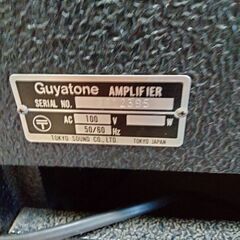 Guyatone AMPLIFIER
SERIAL NO. 2395
AC 100 V W
50/60 Hz
TOKYO SOUND CO., LTD. TOKYO JAPAN